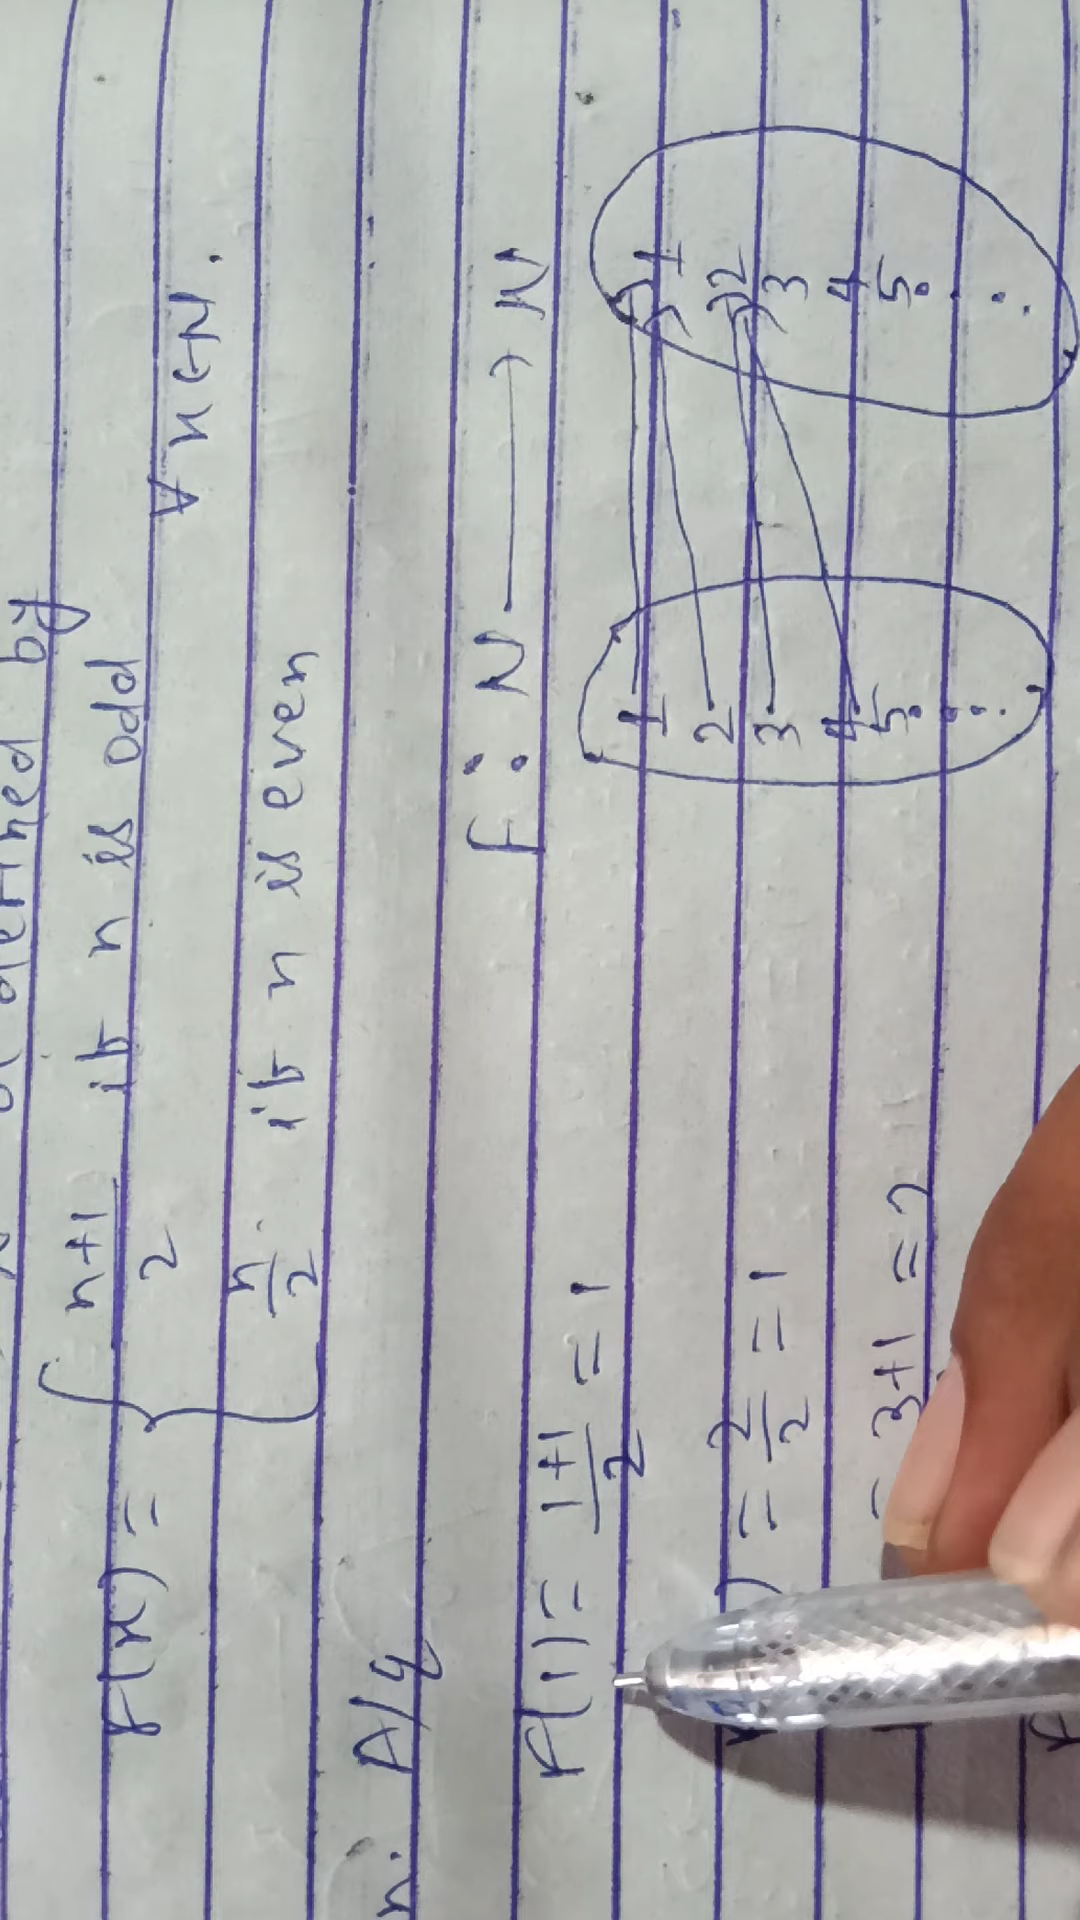 defined by
f(x) = { n+1/2 if n is odd
∀ n ∈ N.
n/2 if n is even
n: A/q
f : N → N
F(1) = 1+1/2 = 1
) = 2/2 = 1
= 3+1 = 2
1 2 3 4 5 . . .
1 2 3 4 5 . . .